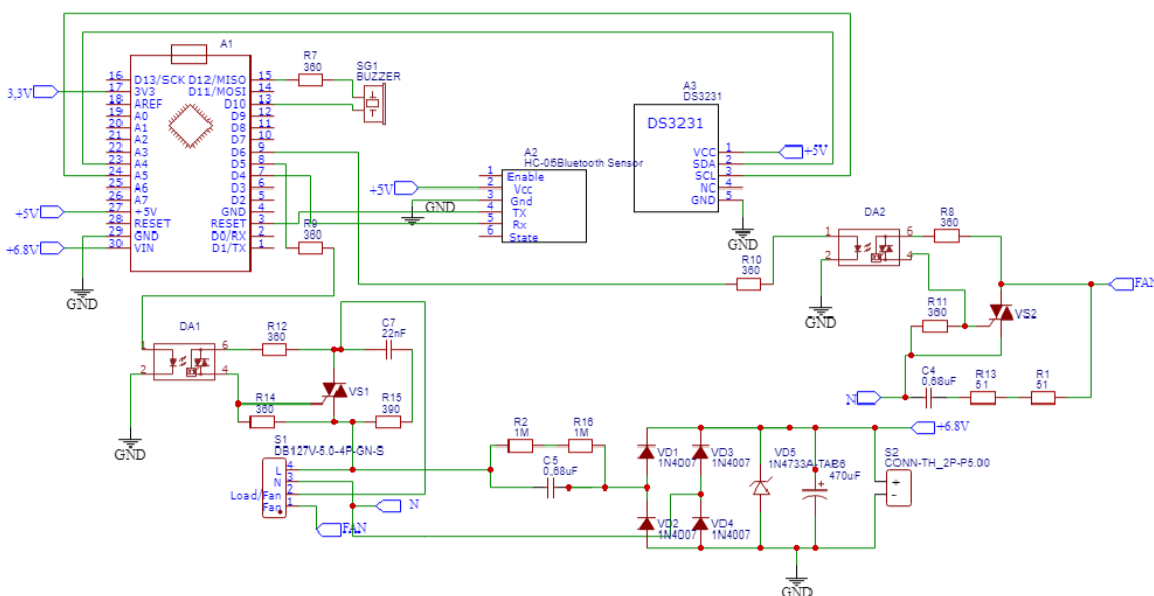 A1
R7
360
SG1
BUZZER
16 D13/SCK D12/MISO 15
17 3V3 D11/MOSI 14
18 AREF D10 13
19 A0 D9 12
20 A1 D8 11
21 A2 D7 10
22 A3 D6 9
23 A4 D5 8
24 A5 D4 7
25 A6 D3 6
26 A7 D2 5
27 +5V GND 4
28 RESET RESET 3
29 GND D0/RX 2
30 VIN D1/TX 1
3,3V
+5V
+6.8V
GND
R9
360
A2
HC-05Bluetooth Sensor
1 Enable
2 Vcc
3 Gnd
4 TX
5 Rx
6 State
+5V
GND
A3
DS3231
DS3231
VCC 1
SDA 2
SCL 3
NC 4
GND 5
+5V
GND
R10
360
DA2
1 6
2 4
GND
R8
360
R11
360
VS2
FAN
N
C4
0,68uF
R13
51
R1
51
DA1
1 6
2 4
GND
R12
360
C7
22nF
VS1
R14
360
R15
390
S1
DB127V-5.0-4P-GN-S
L 4
N 3
Load/Fan 2
Fan 1
N
FAN
R2
1M
R16
1M
C5
0,68uF
VD1
1N4007
VD3
1N4007
VD2
1N4007
VD4
1N4007
VD5
1N4733A-TAP
C6
470uF
+
+6.8V
S2
CONN-TH_2P-P5.00
+
-
GND